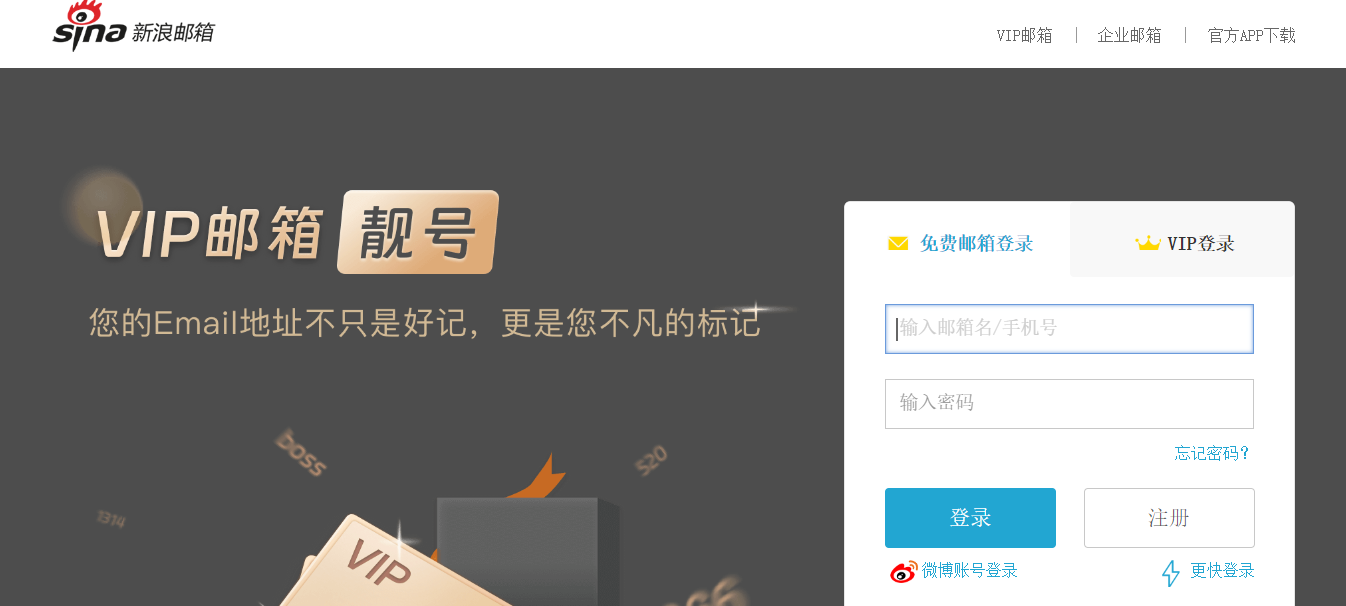 sina 新浪邮箱
VIP邮箱 | 企业邮箱 | 官方APP下载
VIP邮箱 靓号
您的Email地址不只是好记，更是您不凡的标记
boss
520
1314
VIP
免费邮箱登录
VIP登录
输入邮箱名/手机号
输入密码
忘记密码?
登录
注册
微博账号登录
更快登录